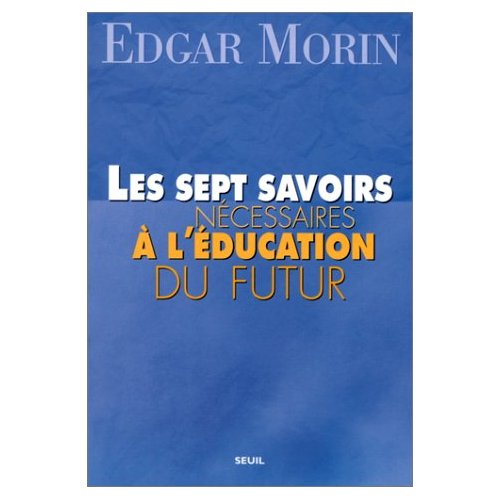 EDGAR MORIN
LES SEPT SAVOIRS
NÉCESSAIRES
À L'ÉDUCATION
DU FUTUR
SEUIL